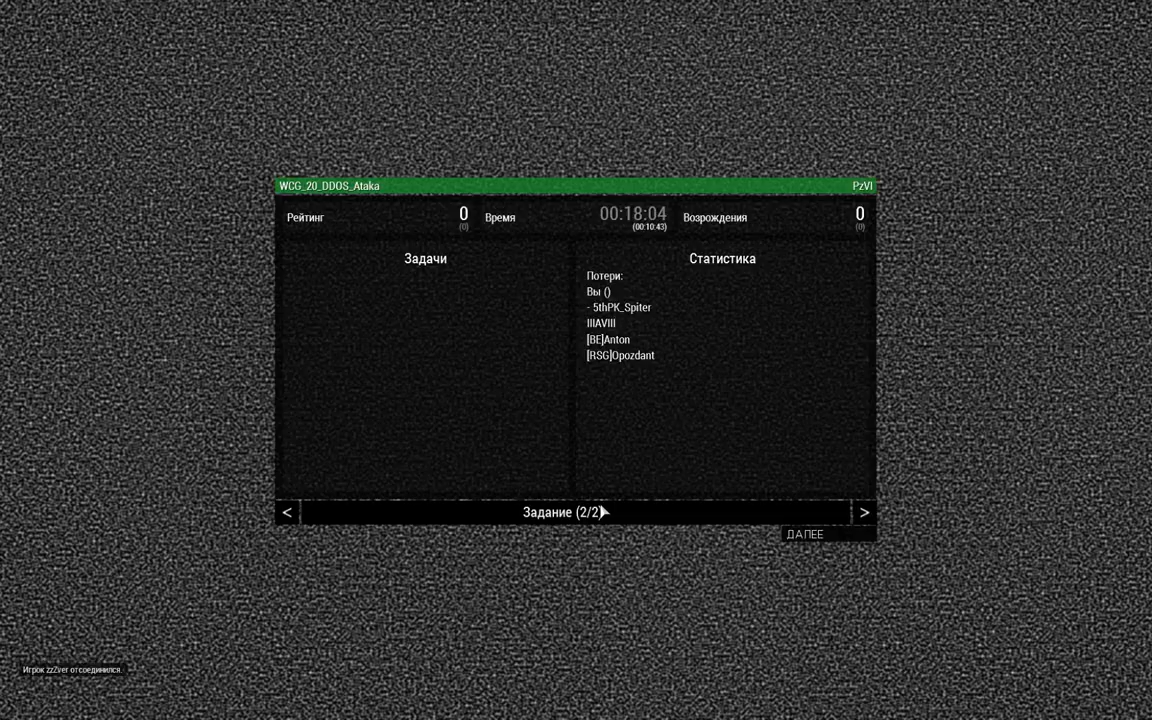 WCG_20_DDOS_Ataka PzVI
Рейтинг 0 (0) Время 00:18:04 (00:10:43) Возрождения 0 (0)
Задачи Статистика
Потери:
Вы ()
- 5thPK_Spiter
IIIAVIII
[BE]Anton
[RSG]Opozdant
< Задание (2/2) >
ДАЛЕЕ
Игрок zzZver отсоединился.